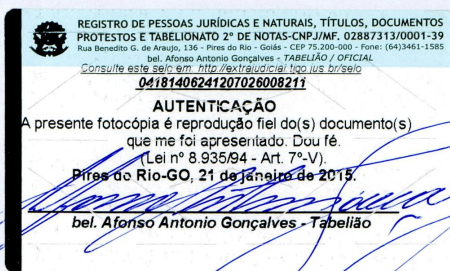 REGISTRO DE PESSOAS JURÍDICAS E NATURAIS, TÍTULOS, DOCUMENTOS
PROTESTOS E TABELIONATO 2º DE NOTAS-CNPJ/MF. 02887313/0001-39
Rua Benedito G. de Araujo, 136 - Pires do Rio - Goiás - CEP 75.200-000 - Fone: (64)3461-1585
bel. Afonso Antonio Gonçalves - TABELIÃO / OFICIAL
Consulte este selo em: http://extrajudicial.tjgo.jus.br/selo
04181406241207026008211
AUTENTICAÇÃO
A presente fotocópia é reprodução fiel do(s) documento(s)
que me foi apresentado. Dou fé.
(Lei nº 8.935/94 - Art. 7º-V).
Pires do Rio-GO, 21 de janeiro de 2015.
bel. Afonso Antonio Gonçalves - Tabelião